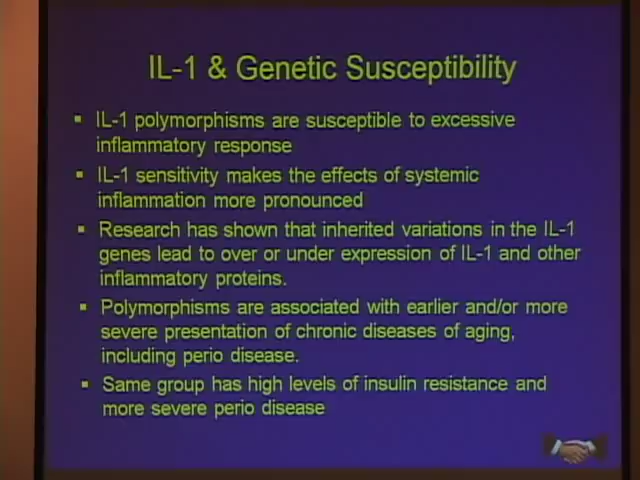 IL-1 & Genetic Susceptibility
▪ IL-1 polymorphisms are susceptible to excessive
inflammatory response
▪ IL-1 sensitivity makes the effects of systemic
inflammation more pronounced
▪ Research has shown that inherited variations in the IL-1
genes lead to over or under expression of IL-1 and other
inflammatory proteins.
▪ Polymorphisms are associated with earlier and/or more
severe presentation of chronic diseases of aging,
including perio disease.
▪ Same group has high levels of insulin resistance and
more severe perio disease